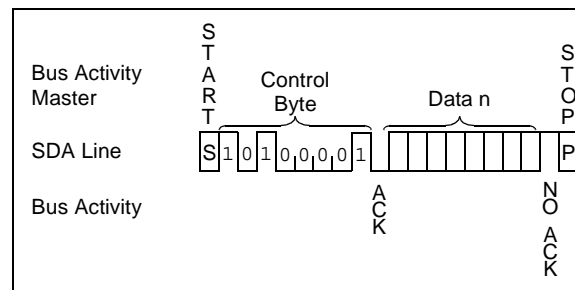 Bus Activity
Master
START
Control
Byte
Data n
STOP
SDA Line
S 1 0 1 0 0 0 0 1 P
Bus Activity
ACK
NO ACK